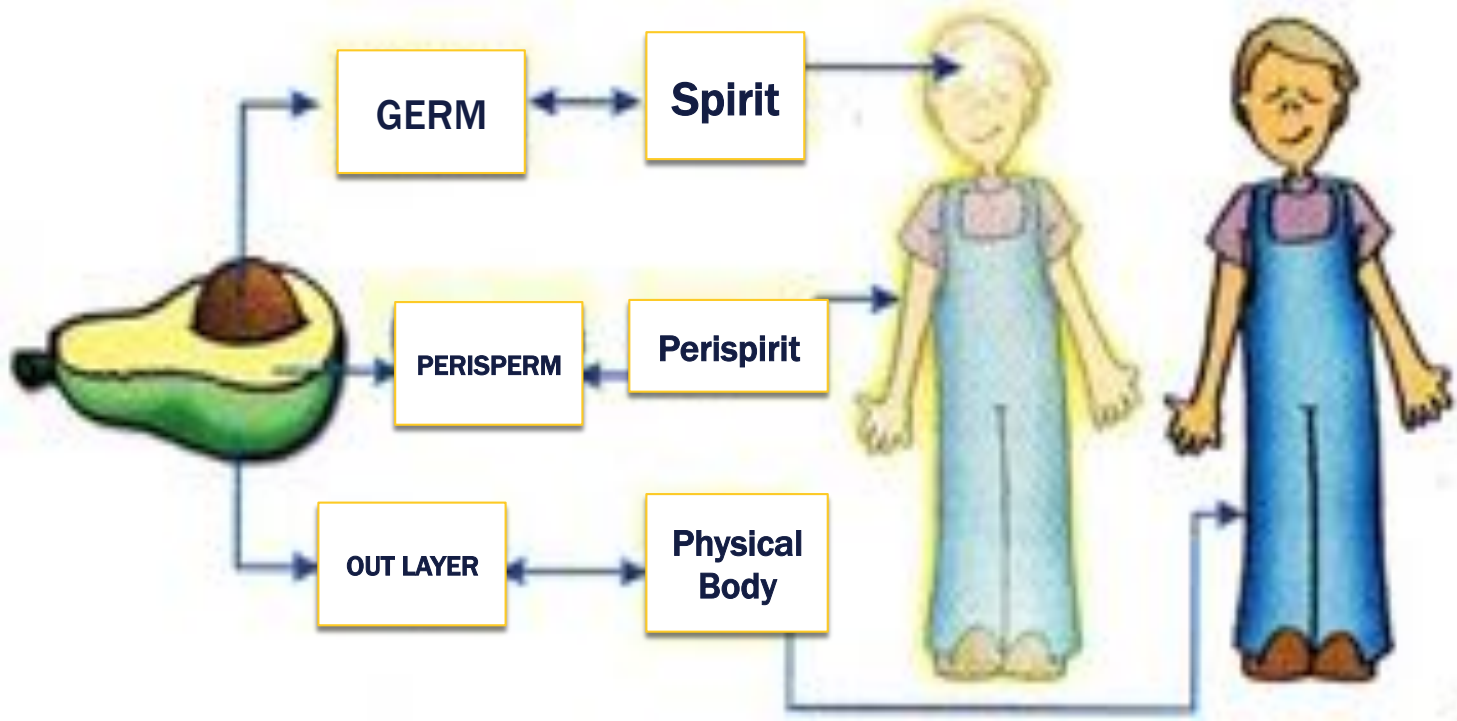 GERM
Spirit
PERISPERM
Perispirit
OUT LAYER
Physical
Body